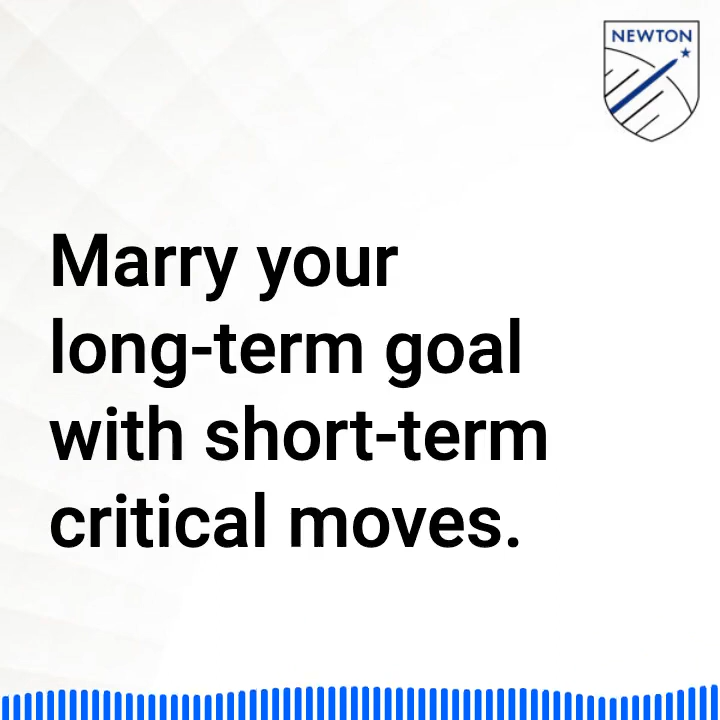 NEWTON
Marry your
long-term goal
with short-term
critical moves.